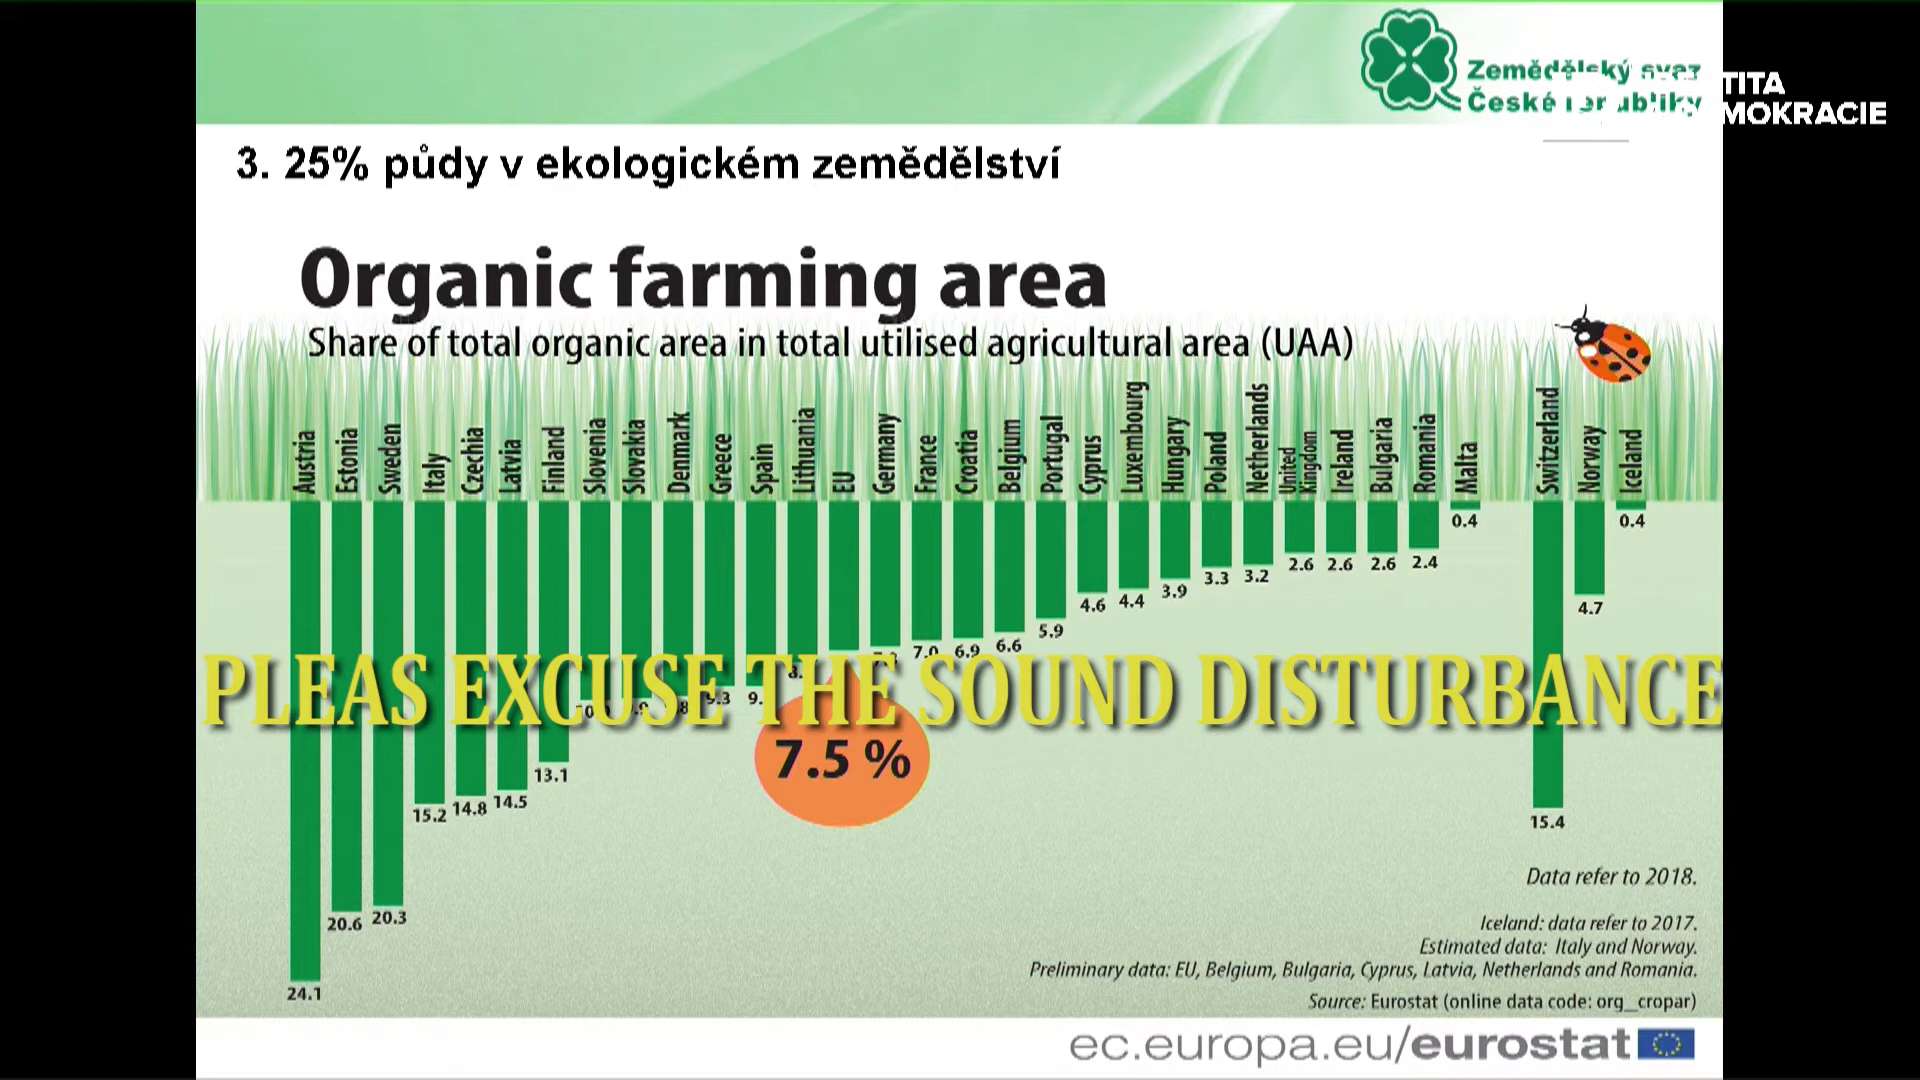 Zemědělský svaz
České republiky
TITA
MOKRACIE
3. 25% půdy v ekologickém zemědělství
Organic farming area
Share of total organic area in total utilised agricultural area (UAA)
Austria
Estonia
Sweden
Italy
Czechia
Latvia
Finland
Slovenia
Slovakia
Denmark
Greece
Spain
Lithuania
EU
Germany
France
Croatia
Belgium
Portugal
Cyprus
Luxembourg
Hungary
Poland
Netherlands
United
Kingdom
Ireland
Bulgaria
Romania
Malta
Switzerland
Norway
Iceland
24.1
20.6
20.3
15.2
14.8
14.5
13.1
7.0
6.9
6.6
5.9
4.6
4.4
3.9
3.3
3.2
2.6
2.6
2.6
2.4
0.4
15.4
4.7
0.4
PLEAS EXCUSE THE SOUND DISTURBANCE
7.5 %
Data refer to 2018.
Iceland: data refer to 2017.
Estimated data: Italy and Norway.
Preliminary data: EU, Belgium, Bulgaria, Cyprus, Latvia, Netherlands and Romania.
Source: Eurostat (online data code: org_cropar)
ec.europa.eu/eurostat